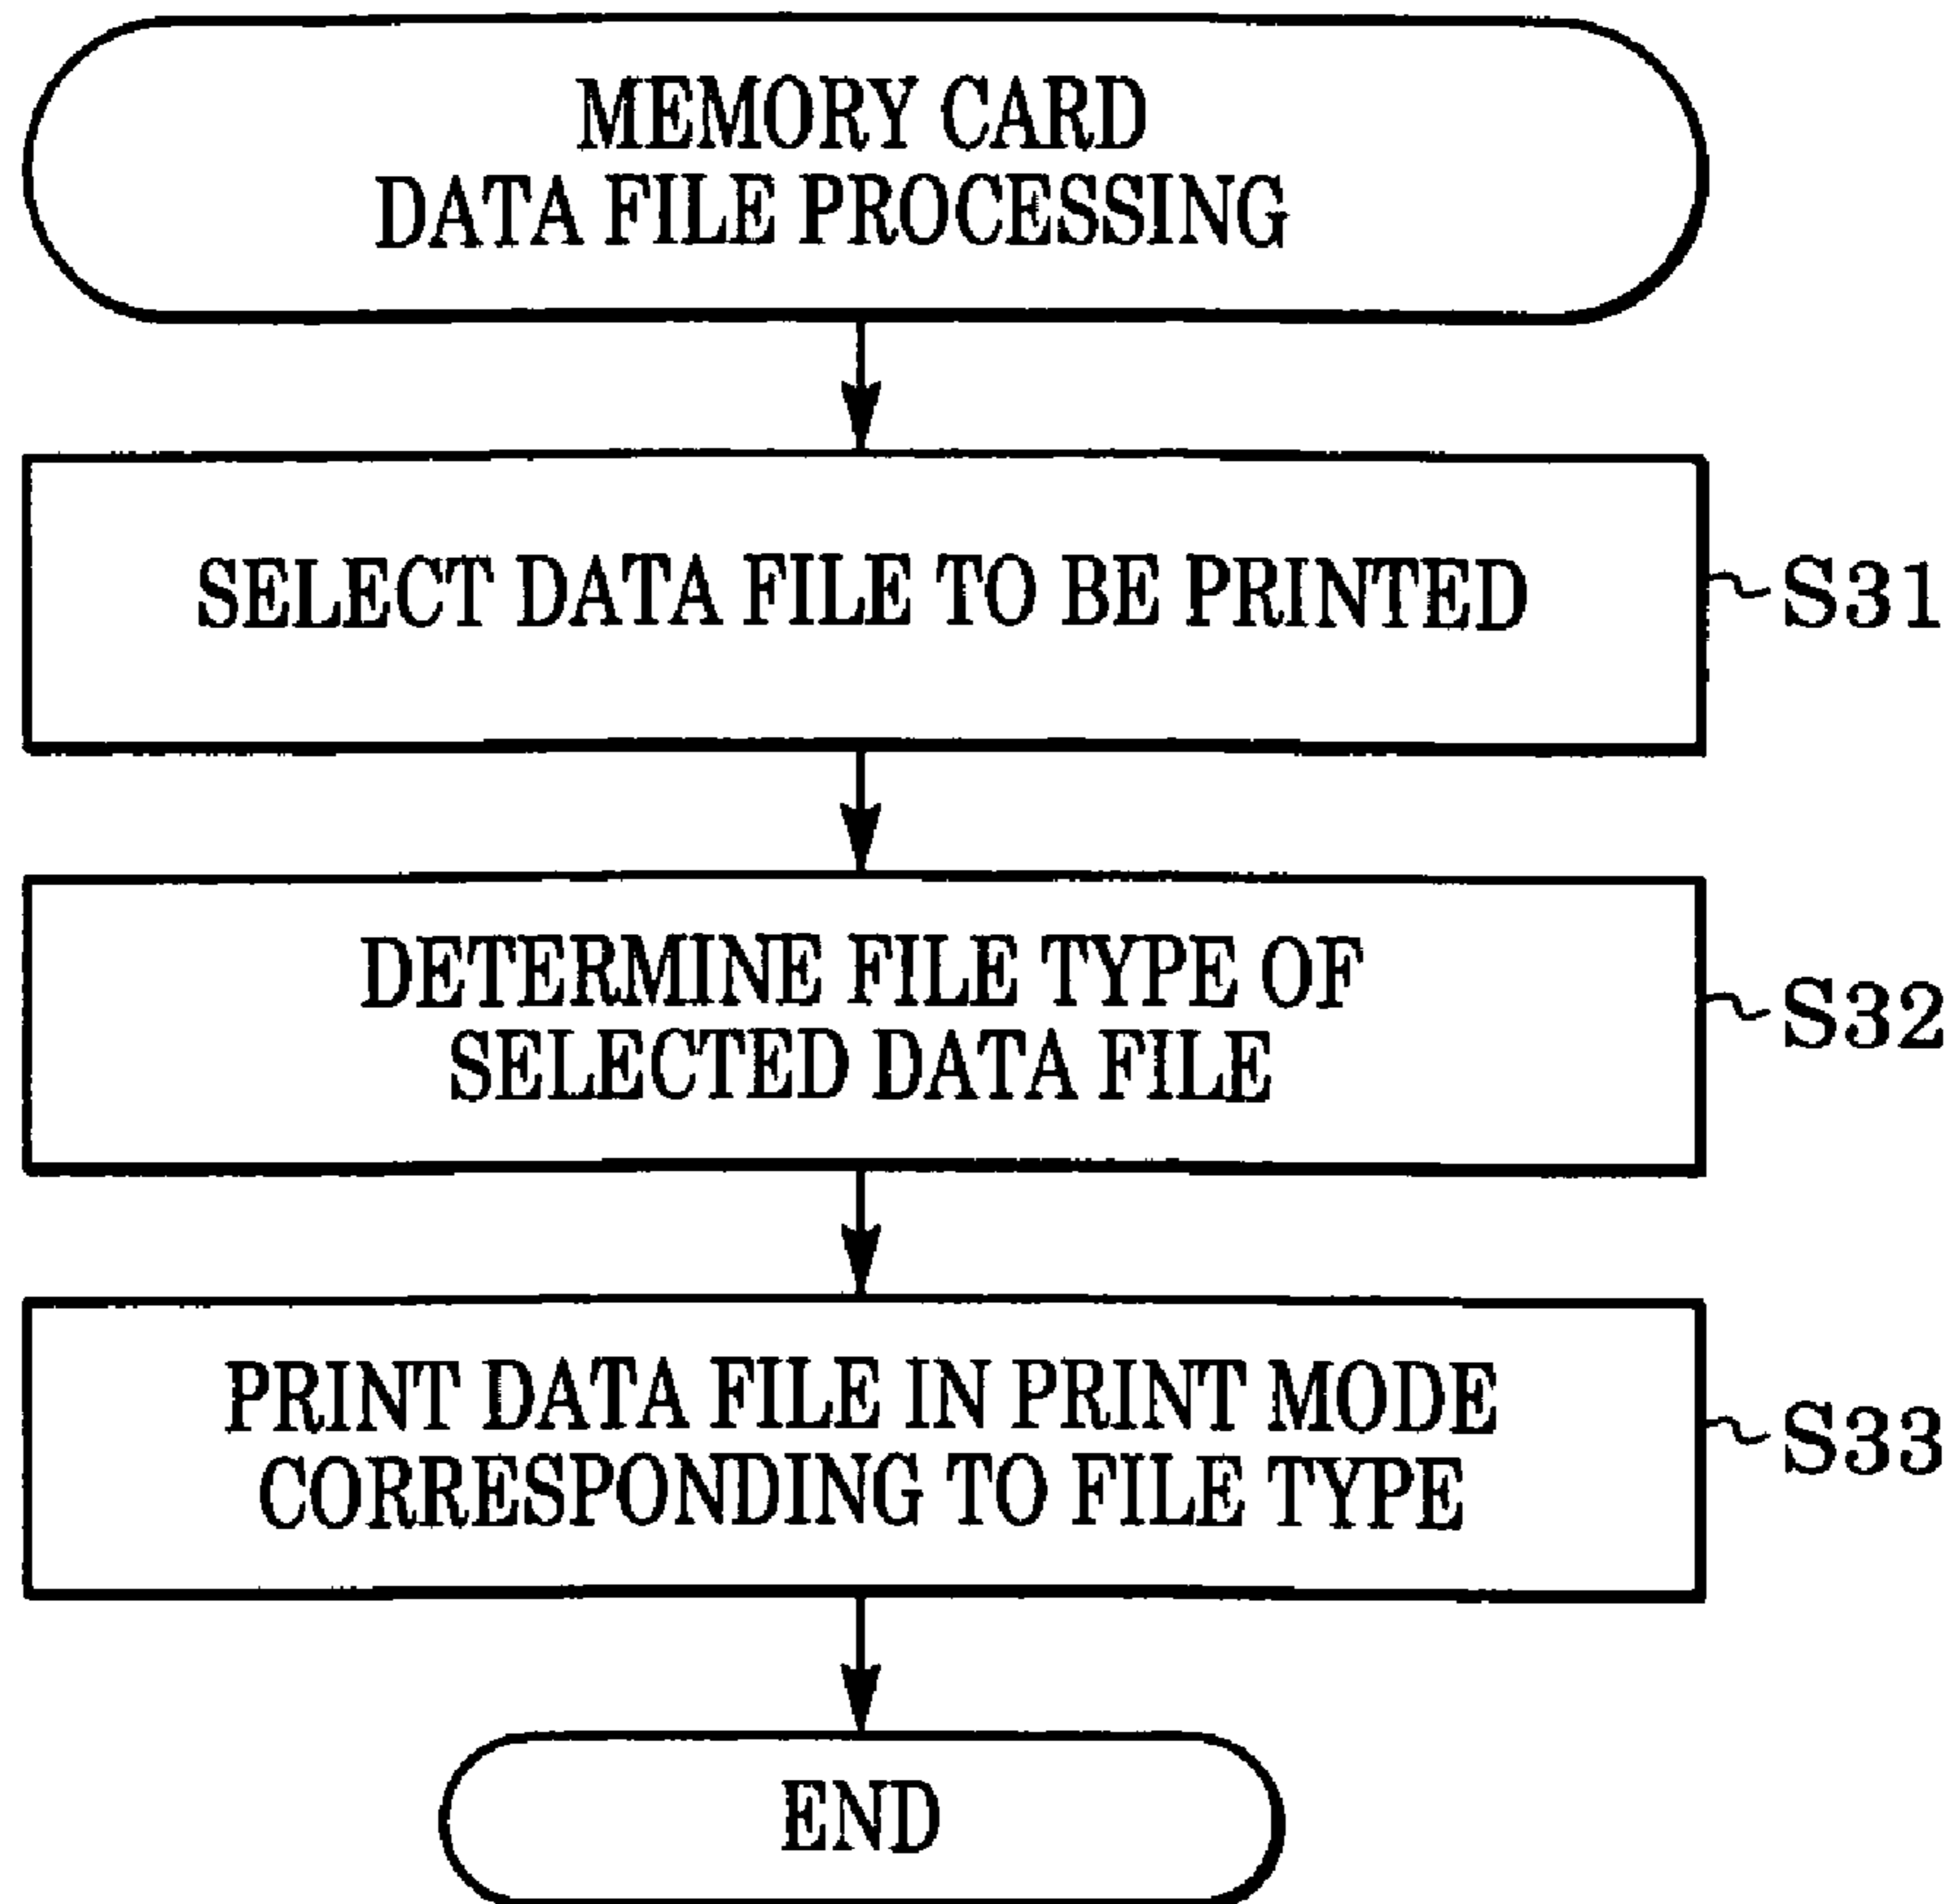 MEMORY CARD
DATA FILE PROCESSING
SELECT DATA FILE TO BE PRINTED
S31
DETERMINE FILE TYPE OF
SELECTED DATA FILE
S32
PRINT DATA FILE IN PRINT MODE
CORRESPONDING TO FILE TYPE
S33
END